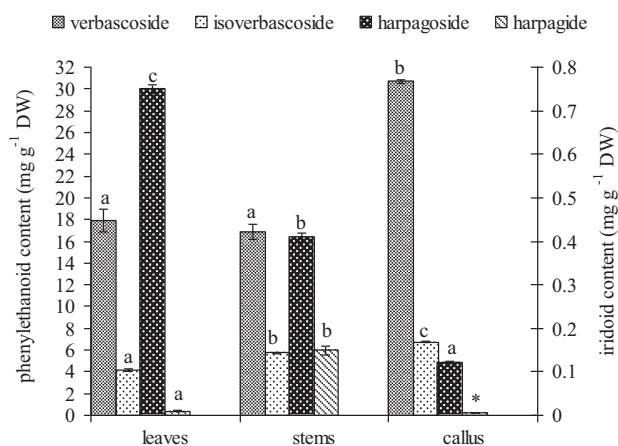 verbascoside isoverbascoside harpagoside harpagide
phenylethanoid content (mg g⁻¹ DW)
32
30
28
26
24
22
20
18
16
14
12
10
8
6
4
2
0
a
a
c
a
a
b
b
b
b
c
a
*
0.8
0.7
0.6
0.5
0.4
0.3
0.2
0.1
0
iridoid content (mg g⁻¹ DW)
leaves stems callus